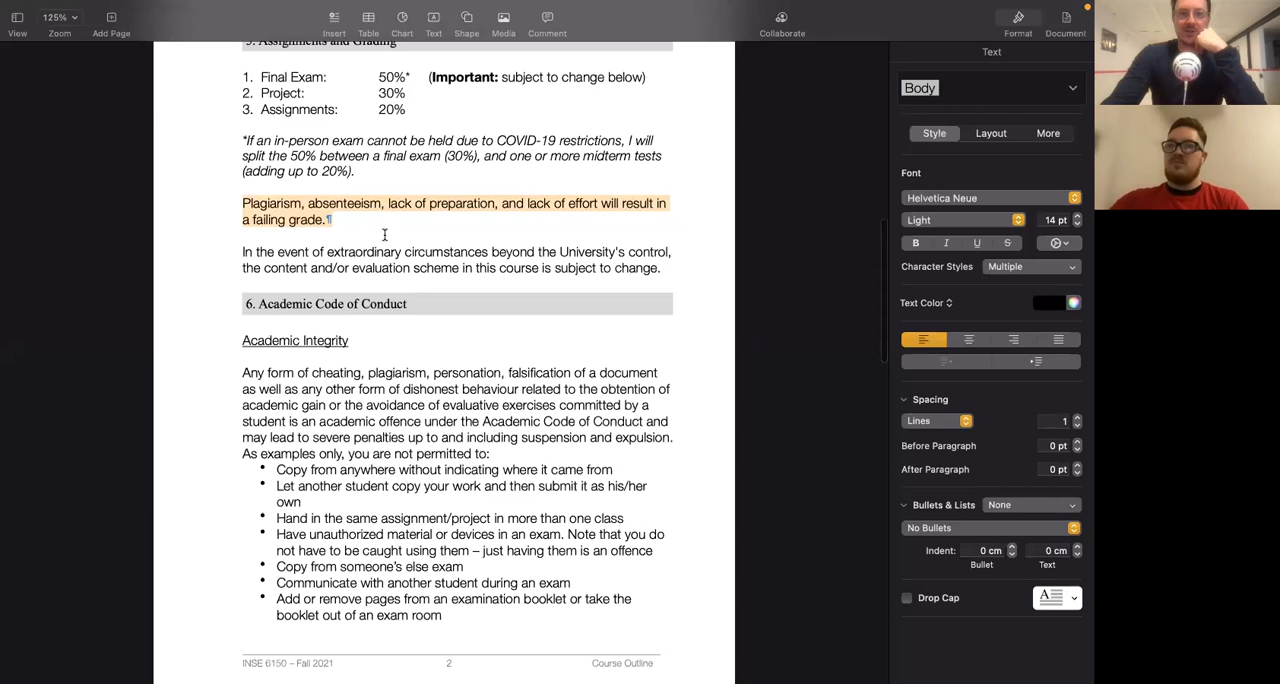 125%
View
Zoom
Add Page
Insert
Table
Chart
Text
Shape
Media
Comment
Collaborate
Format
Document
5. Assignments and Grading
1. Final Exam: 50%* (Important: subject to change below)
2. Project: 30%
3. Assignments: 20%
*If an in-person exam cannot be held due to COVID-19 restrictions, I will
split the 50% between a final exam (30%), and one or more midterm tests
(adding up to 20%).
Plagiarism, absenteeism, lack of preparation, and lack of effort will result in
a failing grade.¶
In the event of extraordinary circumstances beyond the University's control,
the content and/or evaluation scheme in this course is subject to change.
6. Academic Code of Conduct
Academic Integrity
Any form of cheating, plagiarism, personation, falsification of a document
as well as any other form of dishonest behaviour related to the obtention of
academic gain or the avoidance of evaluative exercises committed by a
student is an academic offence under the Academic Code of Conduct and
may lead to severe penalties up to and including suspension and expulsion.
As examples only, you are not permitted to:
• Copy from anywhere without indicating where it came from
• Let another student copy your work and then submit it as his/her
own
• Hand in the same assignment/project in more than one class
• Have unauthorized material or devices in an exam. Note that you do
not have to be caught using them – just having them is an offence
• Copy from someone's else exam
• Communicate with another student during an exam
• Add or remove pages from an examination booklet or take the
booklet out of an exam room
INSE 6150 – Fall 2021 2 Course Outline
Text
Body
Style Layout More
Font
Helvetica Neue
Light 14 pt
B I U S
Character Styles Multiple
Text Color
Spacing
Lines 1
Before Paragraph 0 pt
After Paragraph 0 pt
Bullets & Lists None
No Bullets
Indent: 0 cm 0 cm
Bullet Text
Drop Cap A